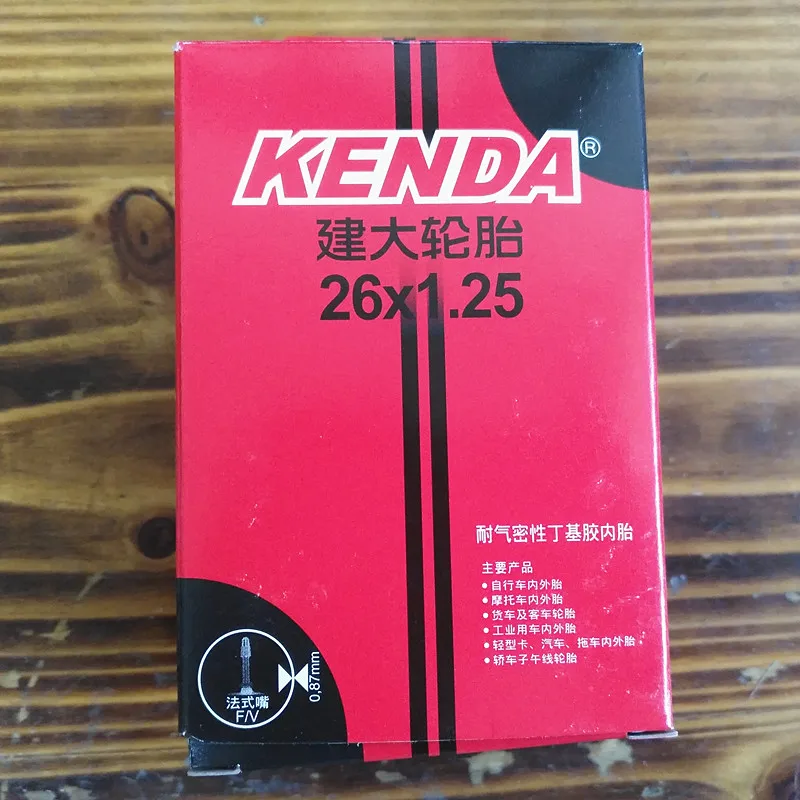 KENDA®
建大轮胎
26x1.25
耐气密性丁基胶内胎
主要产品
• 自行车内外胎
• 摩托车内外胎
• 货车及客车轮胎
• 工业用车内外胎
• 轻型卡、汽车、拖车内外胎
• 轿车子午线轮胎
法式嘴
F/V
0.87mm